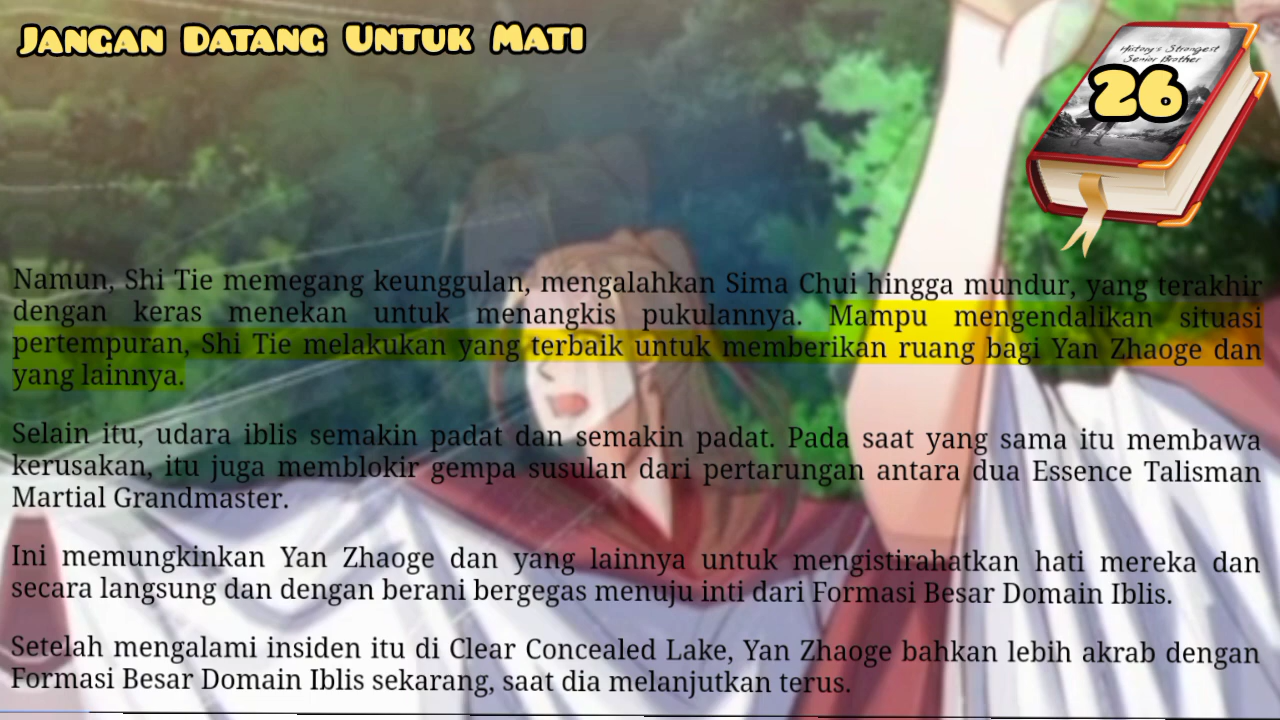 Jangan Datang Untuk Mati
History's Strongest
Senior Brother
26
Namun, Shi Tie memegang keunggulan, mengalahkan Sima Chui hingga mundur, yang terakhir
dengan keras menekan untuk menangkis pukulannya. Mampu mengendalikan situasi
pertempuran, Shi Tie melakukan yang terbaik untuk memberikan ruang bagi Yan Zhaoge dan
yang lainnya.
Selain itu, udara iblis semakin padat dan semakin padat. Pada saat yang sama itu membawa
kerusakan, itu juga memblokir gempa susulan dari pertarungan antara dua Essence Talisman
Martial Grandmaster.
Ini memungkinkan Yan Zhaoge dan yang lainnya untuk mengistirahatkan hati mereka dan
secara langsung dan dengan berani bergegas menuju inti dari Formasi Besar Domain Iblis.
Setelah mengalami insiden itu di Clear Concealed Lake, Yan Zhaoge bahkan lebih akrab dengan
Formasi Besar Domain Iblis sekarang, saat dia melanjutkan terus.